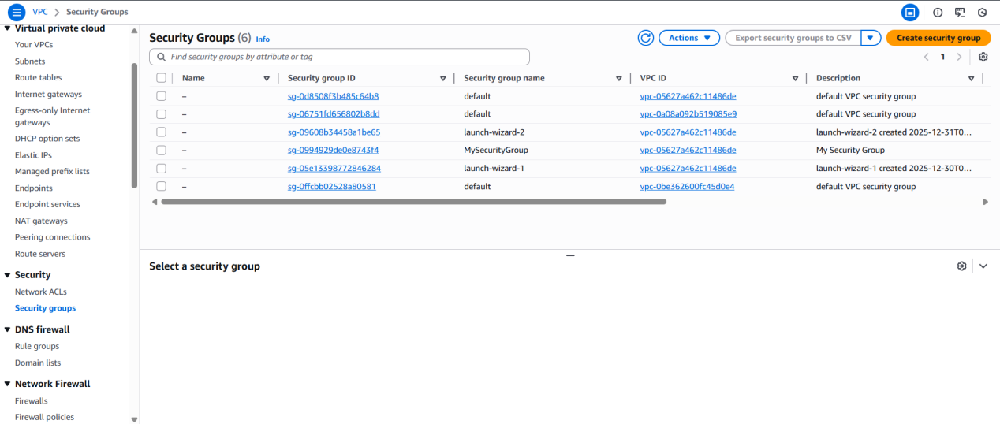 VPC > Security Groups
Virtual private cloud
Your VPCs
Subnets
Route tables
Internet gateways
Egress-only Internet
gateways
DHCP option sets
Elastic IPs
Managed prefix lists
Endpoints
Endpoint services
NAT gateways
Peering connections
Route servers
Security
Network ACLs
Security groups
DNS firewall
Rule groups
Domain lists
Network Firewall
Firewalls
Firewall policies
Security Groups (6) Info
Actions
Export security groups to CSV
Create security group
Find security groups by attribute or tag
1
Name Security group ID Security group name VPC ID Description
– sg-0d8508f3b485c64b8 default vpc-05627a462c11486de default VPC security group
– sg-06751fd656802b8dd default vpc-0a08a092b519085e9 default VPC security group
– sg-09608b34458a1be65 launch-wizard-2 vpc-05627a462c11486de launch-wizard-2 created 2025-12-31T0...
– sg-0994929de0e8743f4 MySecurityGroup vpc-05627a462c11486de My Security Group
– sg-05e13398772846284 launch-wizard-1 vpc-05627a462c11486de launch-wizard-1 created 2025-12-30T0...
– sg-0ffcbb02528a80581 default vpc-0be362600fc45d0e4 default VPC security group
Select a security group